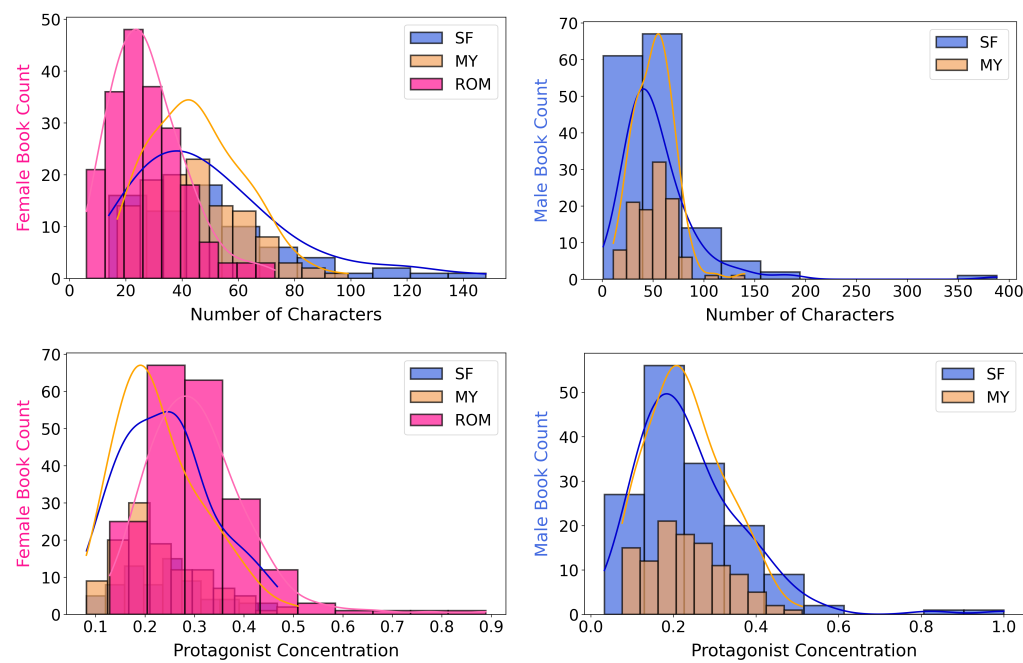 50
40
30
20
10
0
Female Book Count
SF
MY
ROM
0 20 40 60 80 100 120 140
Number of Characters
70
60
50
40
30
20
10
0
Male Book Count
SF
MY
0 50 100 150 200 250 300 350 400
Number of Characters
70
60
50
40
30
20
10
0
Female Book Count
SF
MY
ROM
0.1 0.2 0.3 0.4 0.5 0.6 0.7 0.8 0.9
Protagonist Concentration
50
40
30
20
10
0
Male Book Count
SF
MY
0.0 0.2 0.4 0.6 0.8 1.0
Protagonist Concentration